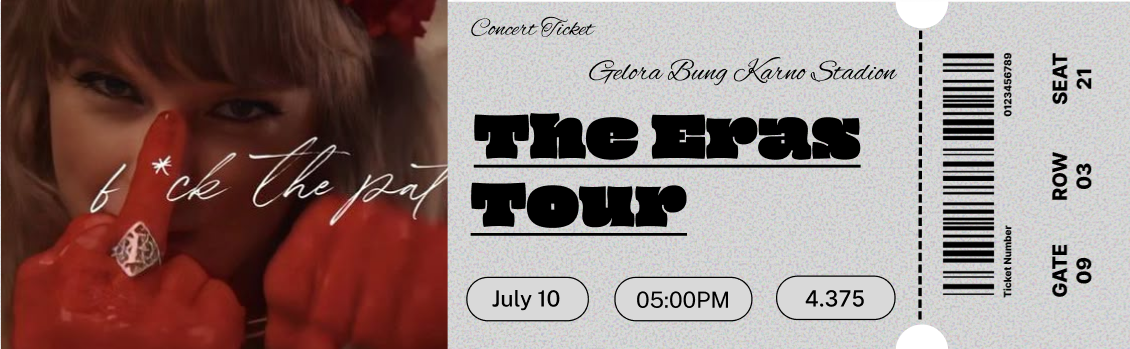 f*ck the pat
Concert Ticket
Gelora Bung Karno Stadion
The Eras
Tour
July 10
05:00PM
4.375
0123456789
Ticket Number
SEAT
21
ROW
03
GATE
09